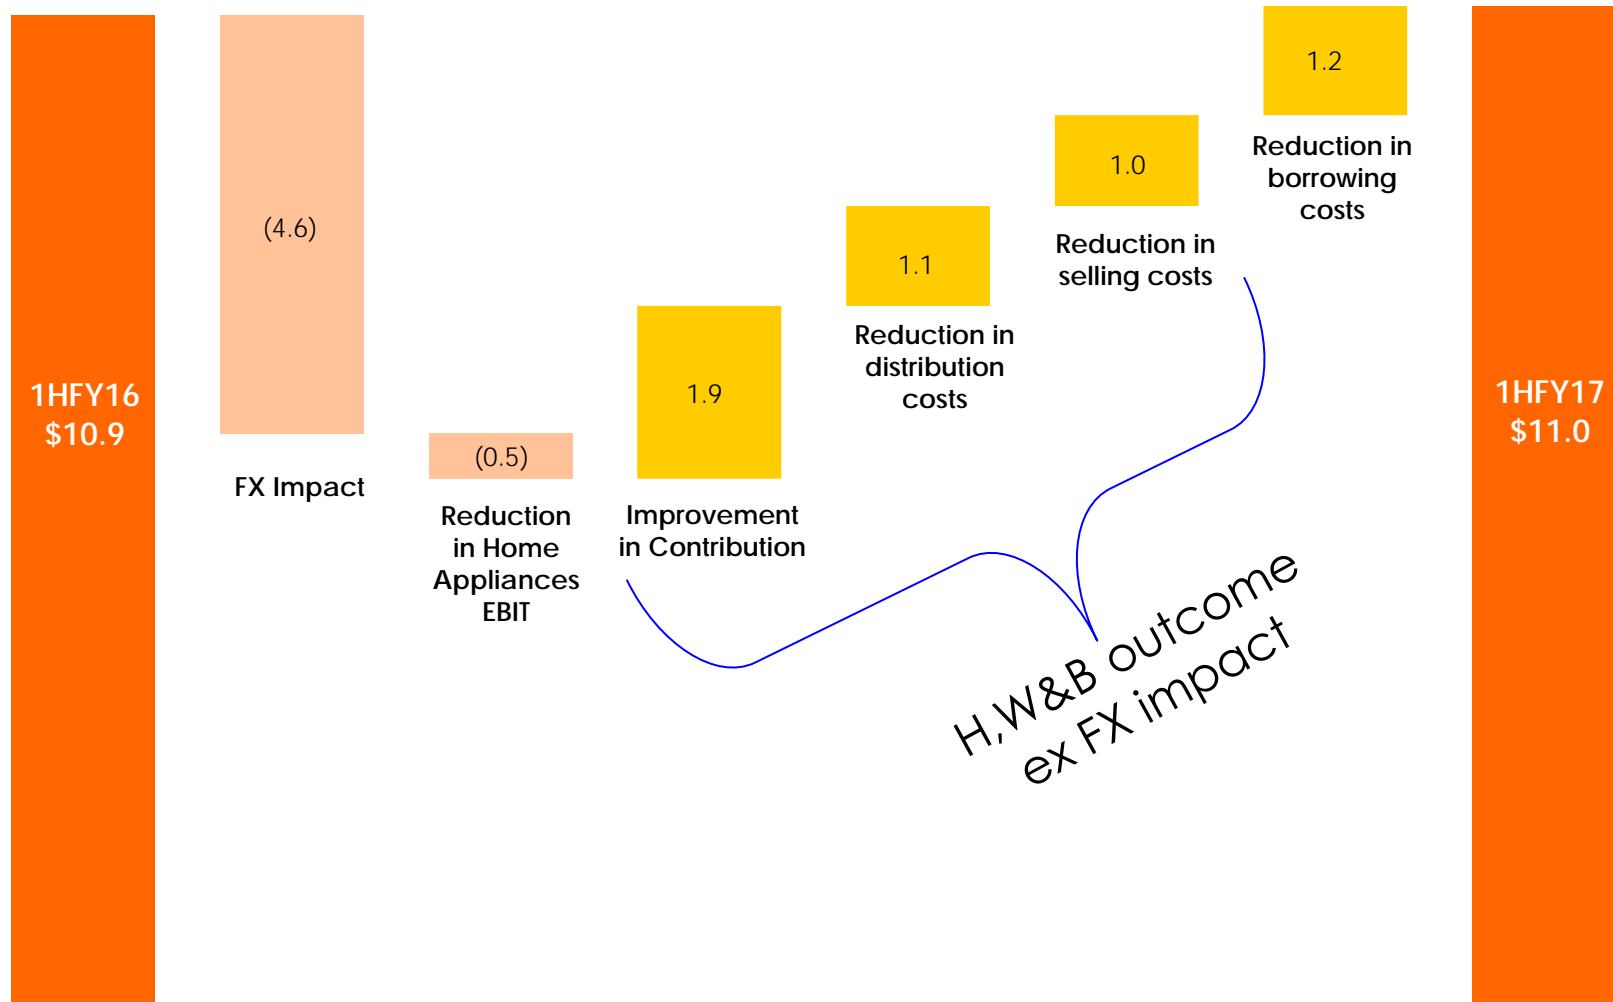 1HFY16
$10.9
(4.6)
FX Impact
(0.5)
Reduction
in Home
Appliances
EBIT
1.9
Improvement
in Contribution
1.1
Reduction in
distribution
costs
1.0
Reduction in
selling costs
1.2
Reduction in
borrowing
costs
H,W&B outcome
ex FX impact
1HFY17
$11.0